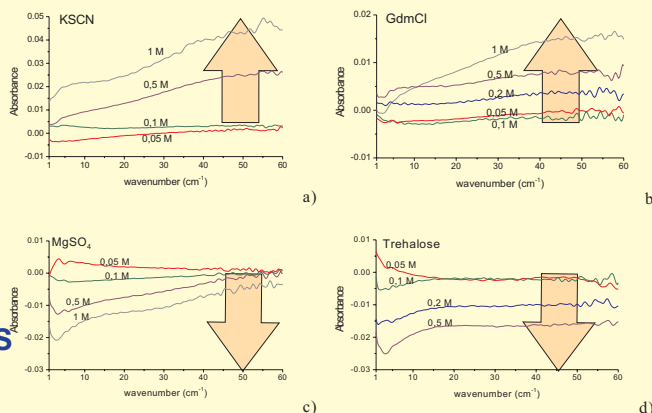 KSCN
0.05
0.04
0.03
0.02
0.01
0.00
-0.01
Absorbance
1 M
0,5 M
0,1 M
0,05 M
1 10 20 30 40 50 60
wavenumber (cm⁻¹)
a)
GdmCl
0.02
0.01
0.00
-0.01
Absorbance
1 M
0,5 M
0,2 M
0,05 M
0,1 M
1 10 20 30 40 50 60
wavenumber (cm⁻¹)
b
MgSO₄
0.01
0.00
-0.01
-0.02
-0.03
Absorbance
0,05 M
0,1 M
0,5 M
1 M
1 10 20 30 40 50 60
wavenumber (cm⁻¹)
c)
s
Trehalose
0.01
0.00
-0.01
-0.02
-0.03
Absorbance
0,05 M
0,1 M
0,2 M
0,5 M
1 10 20 30 40 50 60
wavenumber (cm⁻¹)
d)